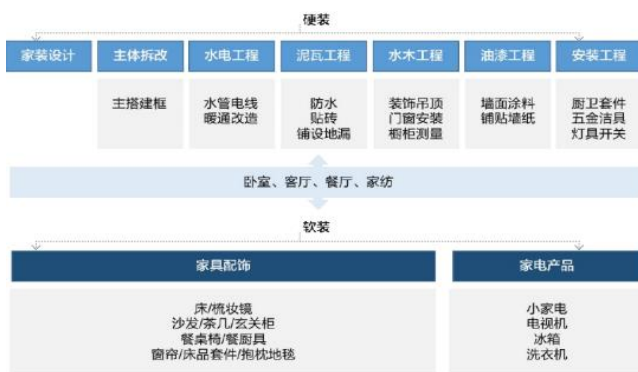 硬装
家装设计
主体拆改
水电工程
泥瓦工程
水木工程
油漆工程
安装工程
主搭建框
水管电线
暖通改造
防水
贴砖
铺设地漏
装饰吊顶
门窗安装
橱柜测量
墙面涂料
铺贴墙纸
厨卫套件
五金洁具
灯具开关
卧室、客厅、餐厅、家纺
软装
家具配饰
家电产品
床/梳妆镜
沙发/茶几/玄关柜
餐桌椅/餐厨具
窗帘/床品套件/抱枕地毯
小家电
电视机
冰箱
洗衣机